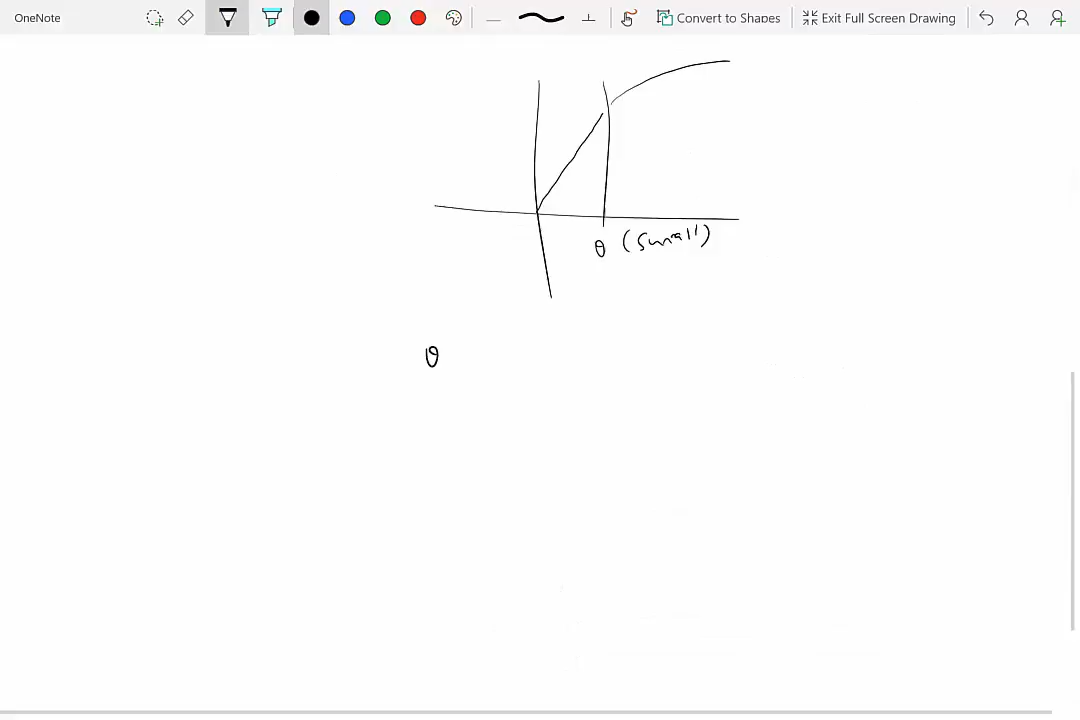 OneNote
Convert to Shapes
Exit Full Screen Drawing
θ (small)
θ